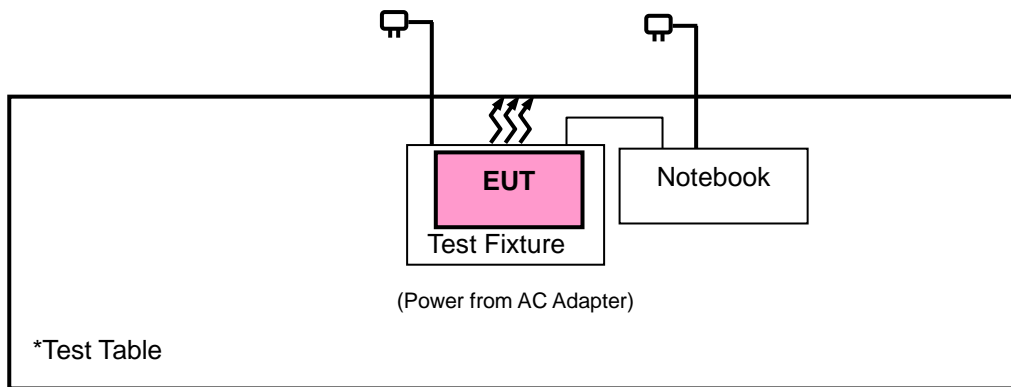 EUT
Notebook
Test Fixture
(Power from AC Adapter)
*Test Table